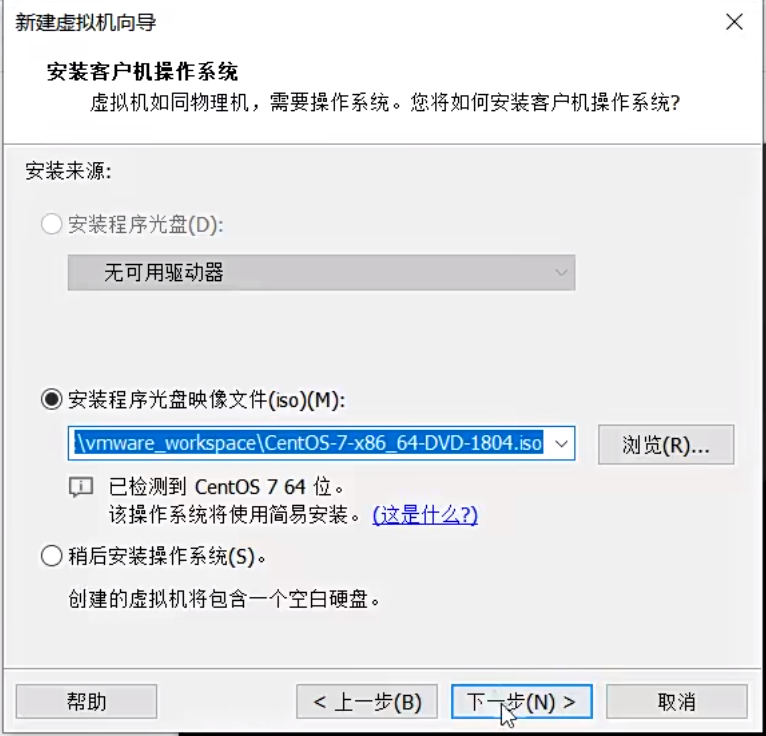 新建虚拟机向导
安装客户机操作系统
虚拟机如同物理机，需要操作系统。您将如何安装客户机操作系统?
安装来源:
安装程序光盘(D):
无可用驱动器
安装程序光盘映像文件(iso)(M):
:\vmware_workspace\CentOS-7-x86_64-DVD-1804.iso
浏览(R)...
已检测到 CentOS 7 64 位。
该操作系统将使用简易安装。(这是什么?)
稍后安装操作系统(S)。
创建的虚拟机将包含一个空白硬盘。
帮助
< 上一步(B)
下一步(N) >
取消